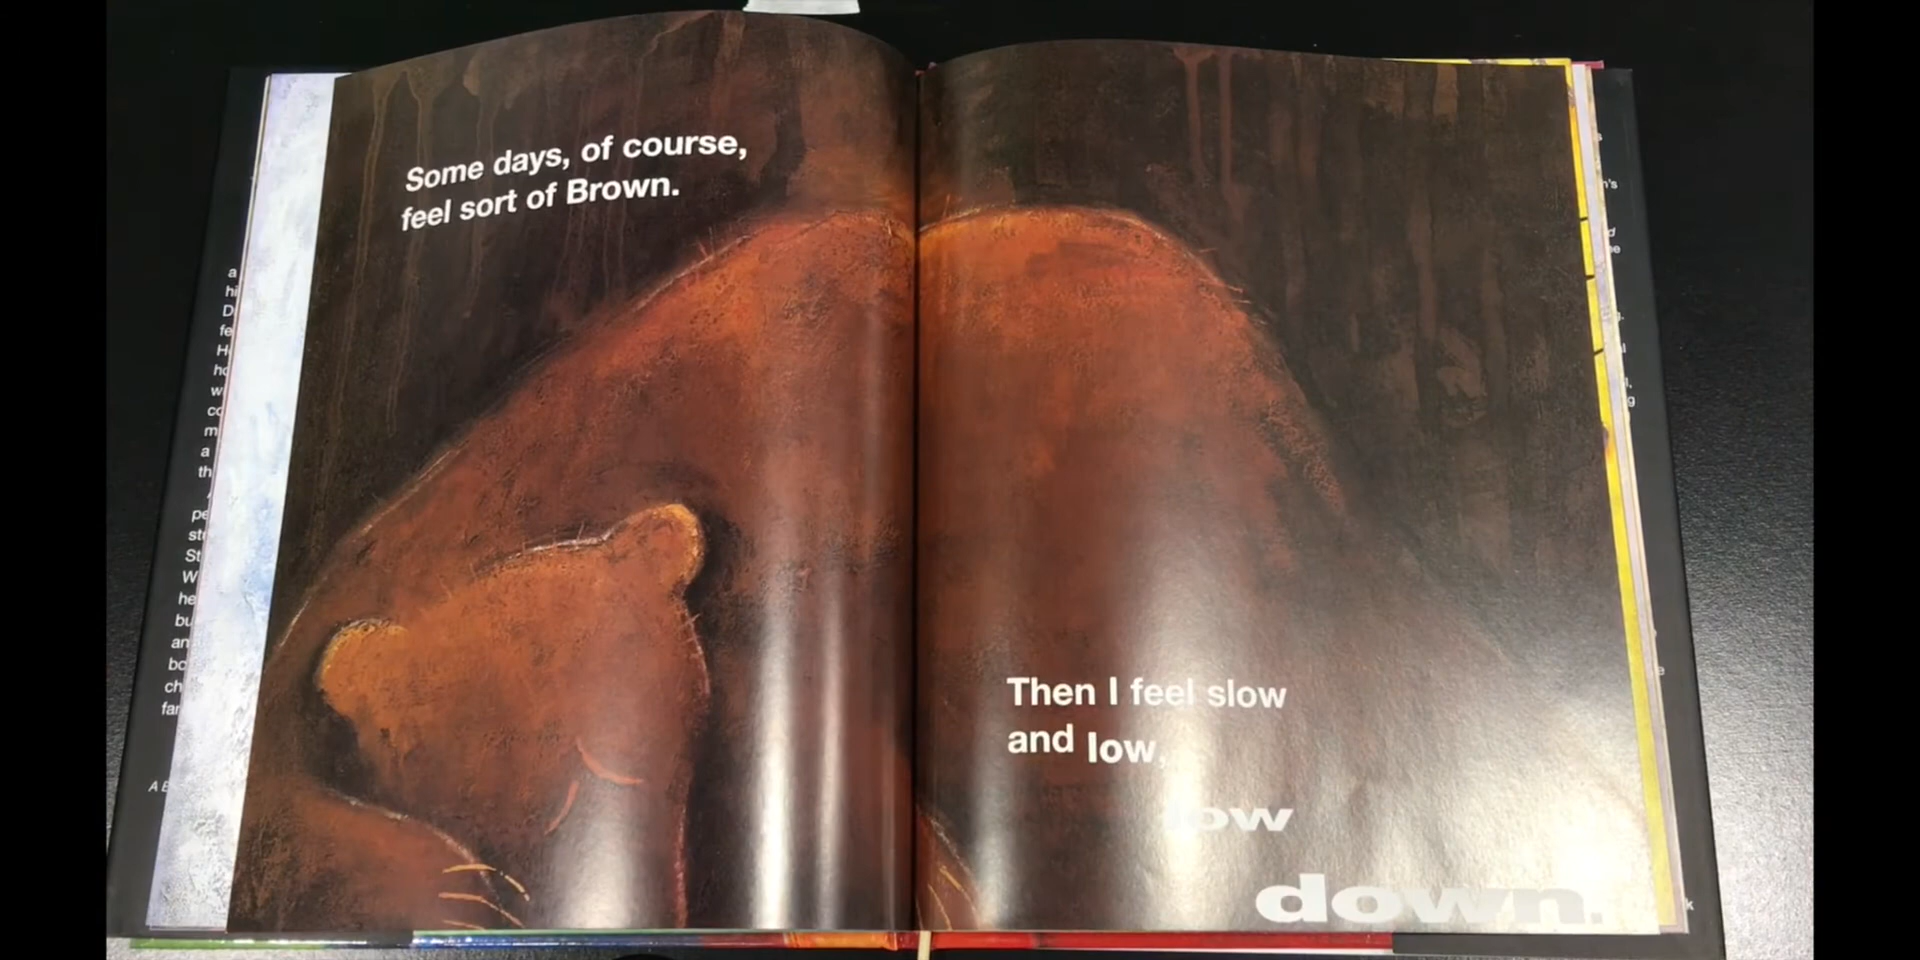 Some days, of course,
feel sort of Brown.
Then I feel slow
and low,
low
down.